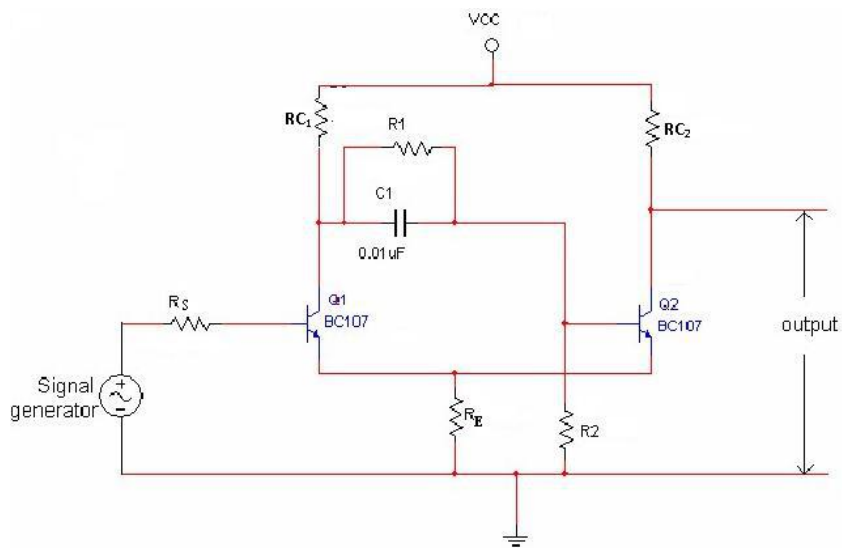 VCC
RC1
R1
RC2
C1
0.01uF
Q1
BC107
Q2
BC107
RS
output
Signal
generator
RE
R2